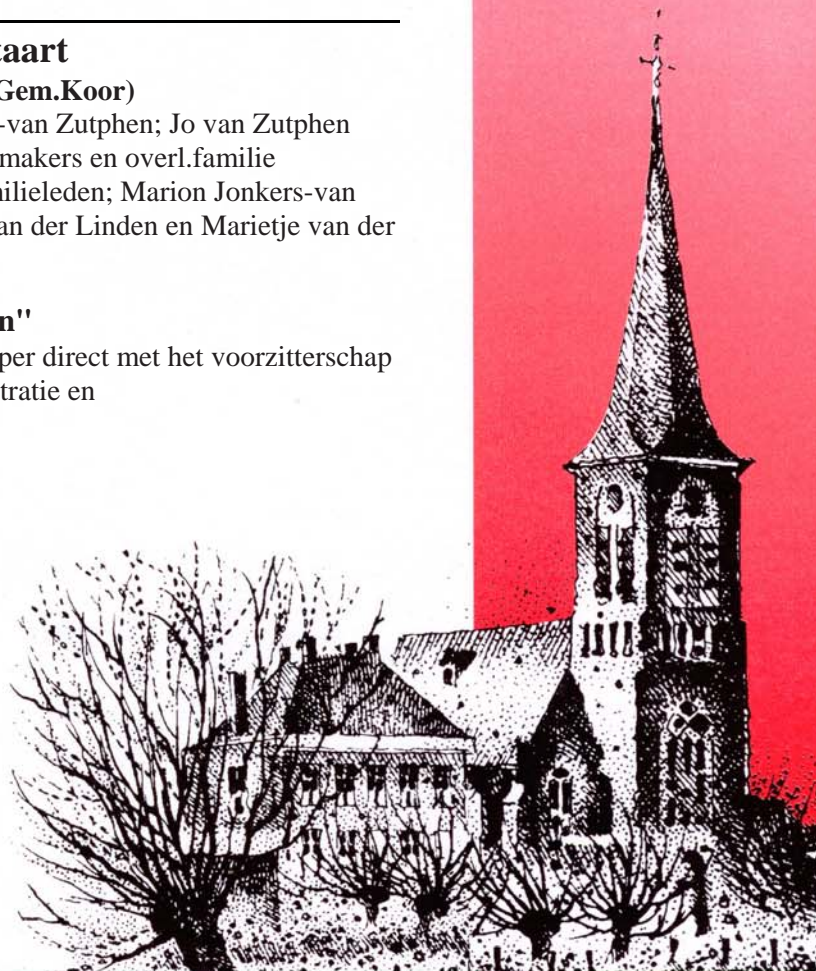 taart
Gem.Koor)
-van Zutphen; Jo van Zutphen
makers en overl.familie
nilieleden; Marion Jonkers-van
an der Linden en Marietje van der
n"
per direct met het voorzitterschap
tratie en